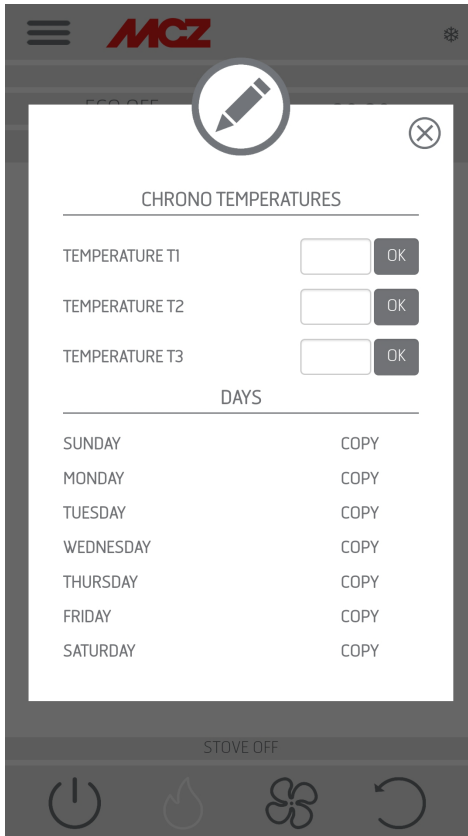 MCZ
CHRONO TEMPERATURES
TEMPERATURE T1 OK
TEMPERATURE T2 OK
TEMPERATURE T3 OK
DAYS
SUNDAY COPY
MONDAY COPY
TUESDAY COPY
WEDNESDAY COPY
THURSDAY COPY
FRIDAY COPY
SATURDAY COPY
STOVE OFF